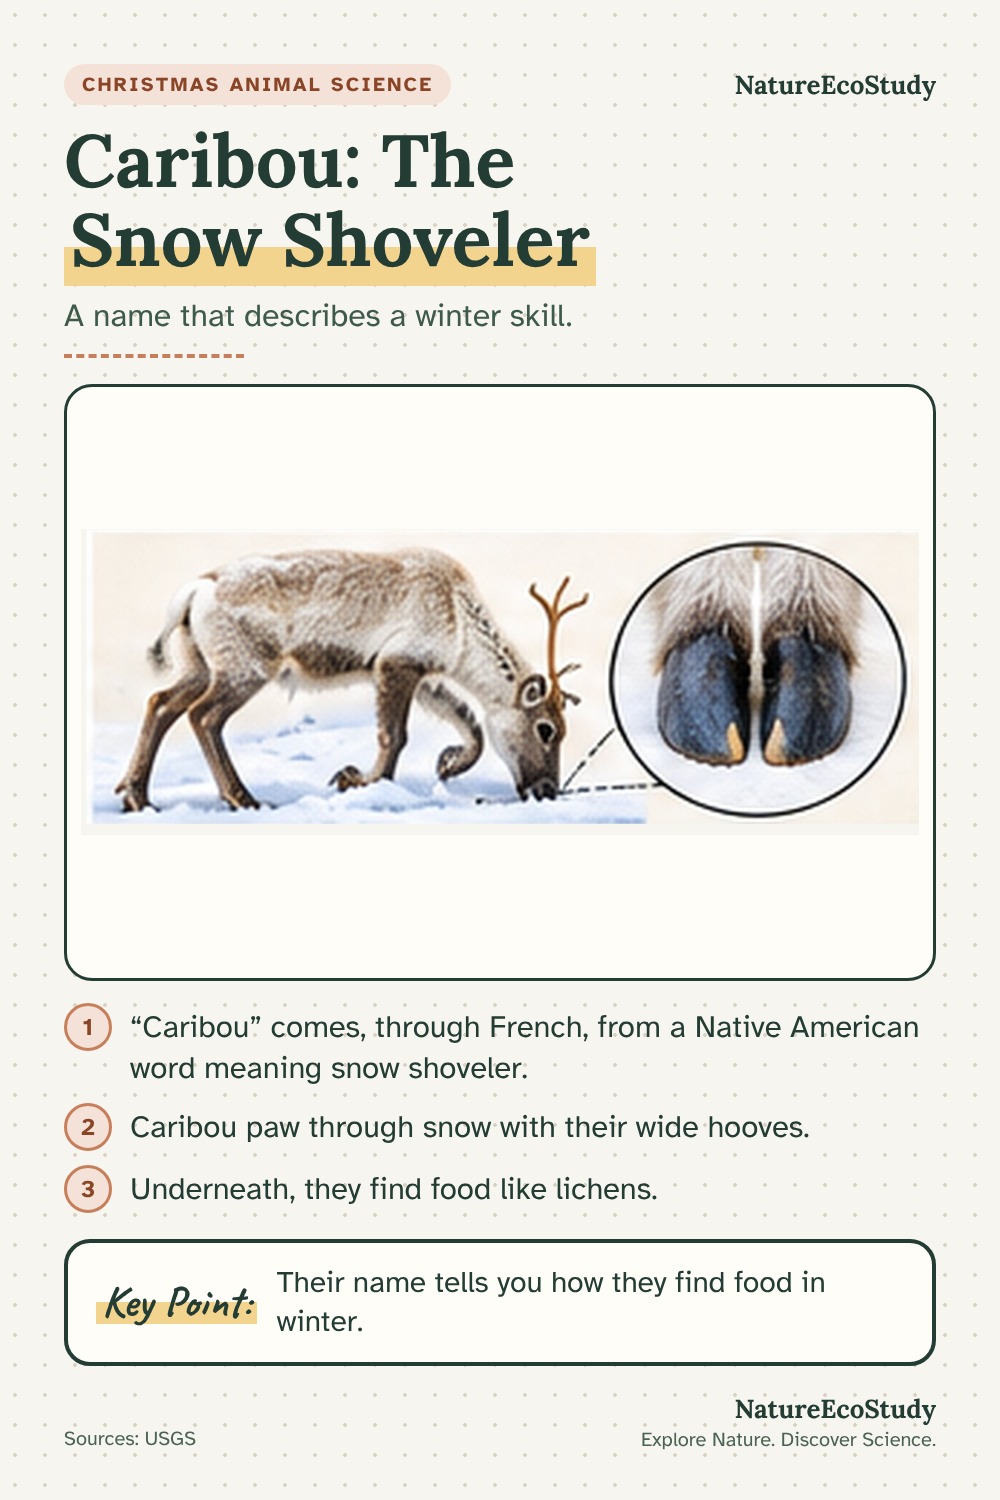 CHRISTMAS ANIMAL SCIENCE
NatureEcoStudy
Caribou: The
Snow Shoveler
A name that describes a winter skill.
1 “Caribou” comes, through French, from a Native American
word meaning snow shoveler.
2 Caribou paw through snow with their wide hooves.
3 Underneath, they find food like lichens.
Key Point: Their name tells you how they find food in
winter.
NatureEcoStudy
Sources: USGS
Explore Nature. Discover Science.